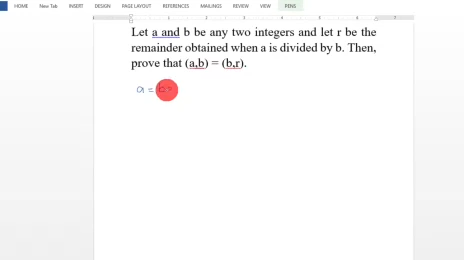 HOME New Tab INSERT DESIGN PAGE LAYOUT REFERENCES MAILINGS REVIEW VIEW PENS
Let a and b be any two integers and let r be the
remainder obtained when a is divided by b. Then,
prove that (a,b) = (b,r).
a =